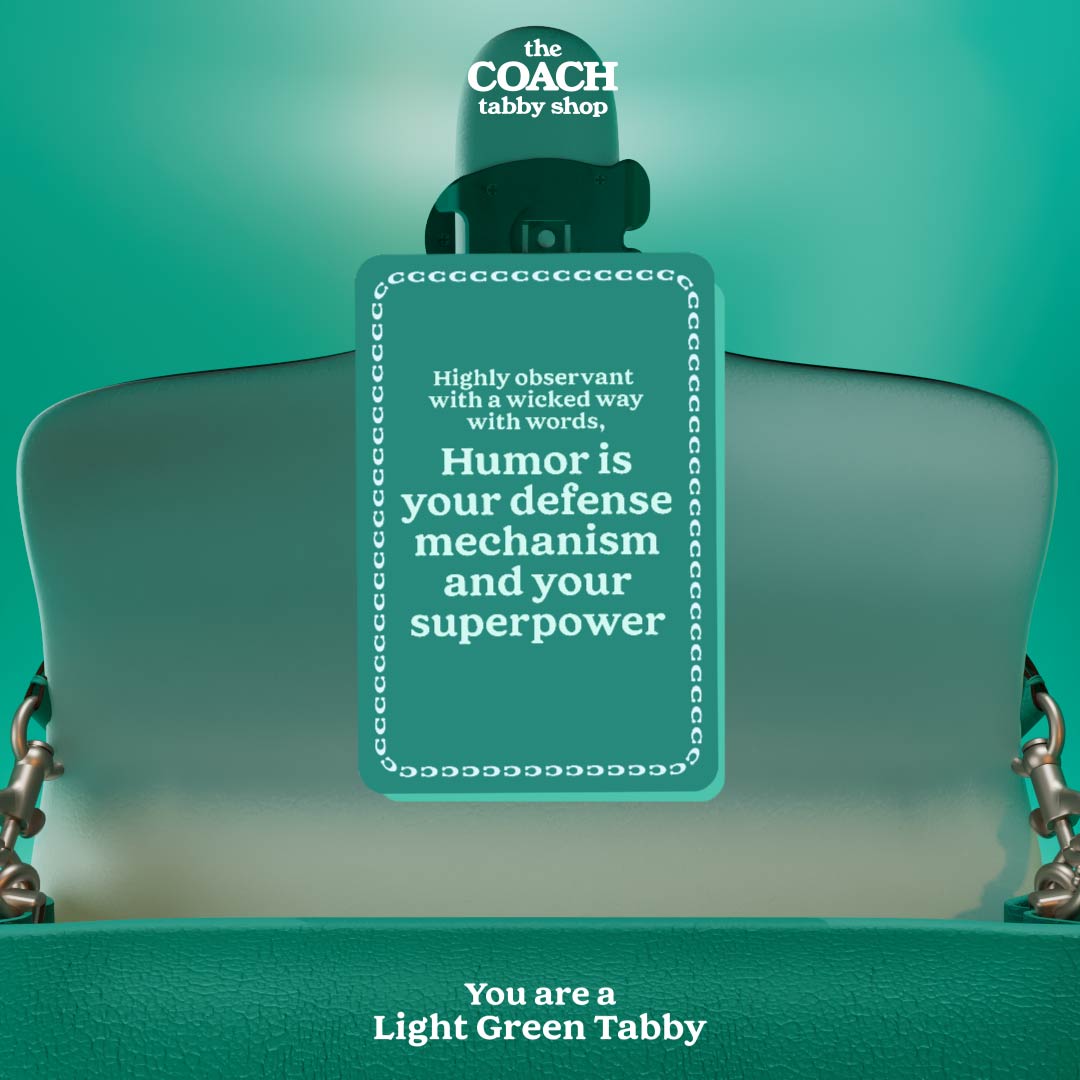 the
COACH
tabby shop
Highly observant
with a wicked way
with words,
Humor is
your defense
mechanism
and your
superpower
You are a
Light Green Tabby